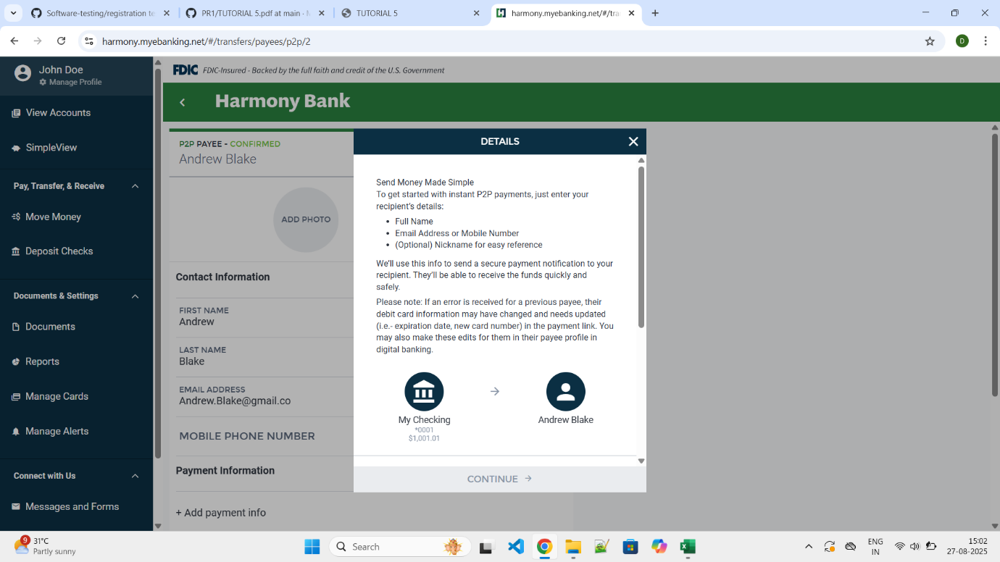 Software-testing/registration te
PR1/TUTORIAL 5.pdf at main · M
TUTORIAL 5
harmony.myebanking.net/#/tra
harmony.myebanking.net/#/transfers/payees/p2p/2
D
John Doe
Manage Profile
View Accounts
SimpleView
Pay, Transfer, & Receive
Move Money
Deposit Checks
Documents & Settings
Documents
Reports
Manage Cards
Manage Alerts
Connect with Us
Messages and Forms
FDIC FDIC-Insured - Backed by the full faith and credit of the U.S. Government
Harmony Bank
P2P PAYEE - CONFIRMED
Andrew Blake
ADD PHOTO
Contact Information
FIRST NAME
Andrew
LAST NAME
Blake
EMAIL ADDRESS
Andrew.Blake@gmail.co
MOBILE PHONE NUMBER
Payment Information
+ Add payment info
DETAILS
Send Money Made Simple
To get started with instant P2P payments, just enter your
recipient's details:
• Full Name
• Email Address or Mobile Number
• (Optional) Nickname for easy reference
We'll use this info to send a secure payment notification to your
recipient. They'll be able to receive the funds quickly and
safely.
Please note: If an error is received for a previous payee, their
debit card information may have changed and needs updated
(i.e.- expiration date, new card number) in the payment link. You
may also make these edits for them in their payee profile in
digital banking.
My Checking
*0001
$1,001.01
Andrew Blake
CONTINUE →
9
31°C
Partly sunny
Search
ENG
IN
15:02
27-08-2025